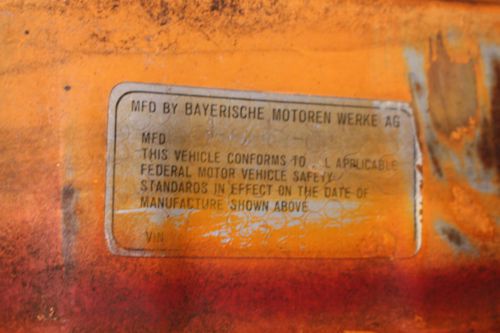 MFD BY BAYERISCHE MOTOREN WERKE AG
MFD
THIS VEHICLE CONFORMS TO L APPLICABLE
FEDERAL MOTOR VEHICLE SAFETY
STANDARDS IN EFFECT ON THE DATE OF
MANUFACTURE SHOWN ABOVE
VIN